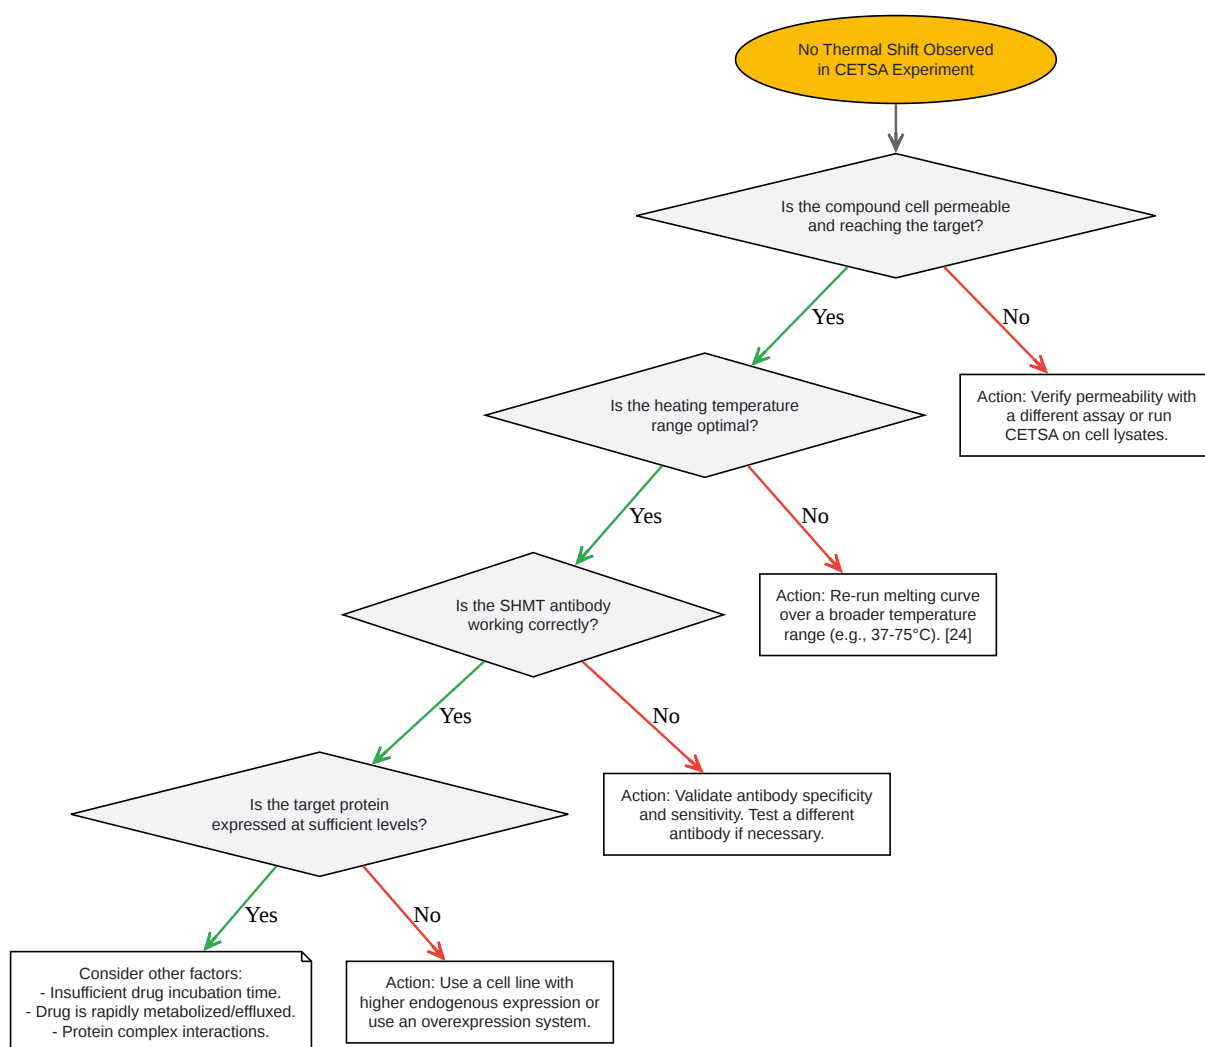 No Thermal Shift Observed
in CETSA Experiment
Is the compound cell permeable
and reaching the target?
Yes
No
Action: Verify permeability with
a different assay or run
CETSA on cell lysates.
Is the heating temperature
range optimal?
Yes
No
Action: Re-run melting curve
over a broader temperature
range (e.g., 37-75°C). [24]
Is the SHMT antibody
working correctly?
Yes
No
Action: Validate antibody specificity
and sensitivity. Test a different
antibody if necessary.
Is the target protein
expressed at sufficient levels?
Yes
No
Consider other factors:
- Insufficient drug incubation time.
- Drug is rapidly metabolized/effluxed.
- Protein complex interactions.
Action: Use a cell line with
higher endogenous expression or
use an overexpression system.